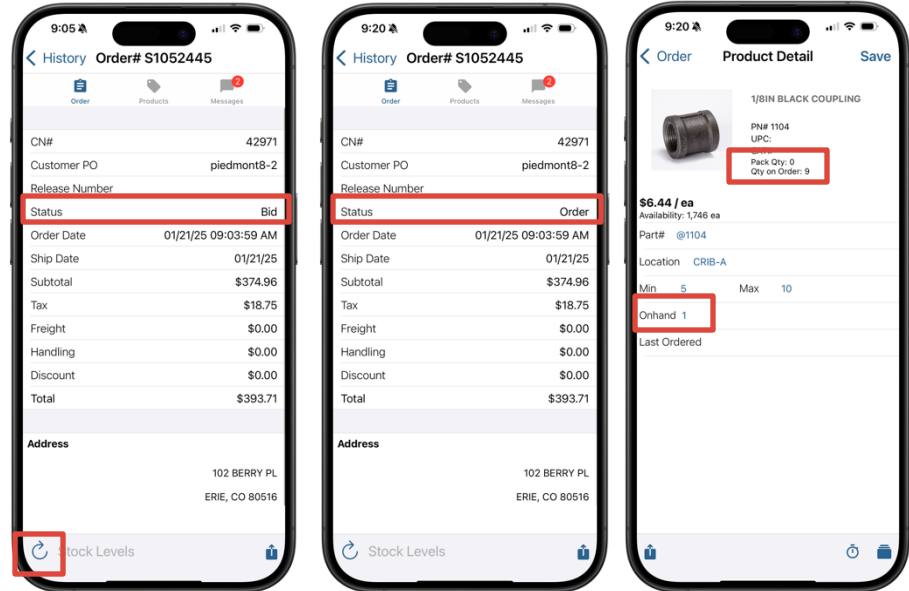 9:05
History Order# S1052445
2
Order Products Messages
CN# 42971
Customer PO piedmont8-2
Release Number
Status Bid
Order Date 01/21/25 09:03:59 AM
Ship Date 01/21/25
Subtotal $374.96
Tax $18.75
Freight $0.00
Handling $0.00
Discount $0.00
Total $393.71
Address
102 BERRY PL
ERIE, CO 80516
Stock Levels
9:20
History Order# S1052445
2
Order Products Messages
CN# 42971
Customer PO piedmont8-2
Release Number
Status Order
Order Date 01/21/25 09:03:59 AM
Ship Date 01/21/25
Subtotal $374.96
Tax $18.75
Freight $0.00
Handling $0.00
Discount $0.00
Total $393.71
Address
102 BERRY PL
ERIE, CO 80516
Stock Levels
9:20
Order Product Detail Save
1/8IN BLACK COUPLING
PN# 1104
UPC:
Pack Qty: 0
Qty on Order: 9
$6.44 / ea
Availability: 1,746 ea
Part# @1104
Location CRIB-A
Min 5 Max 10
Onhand 1
Last Ordered